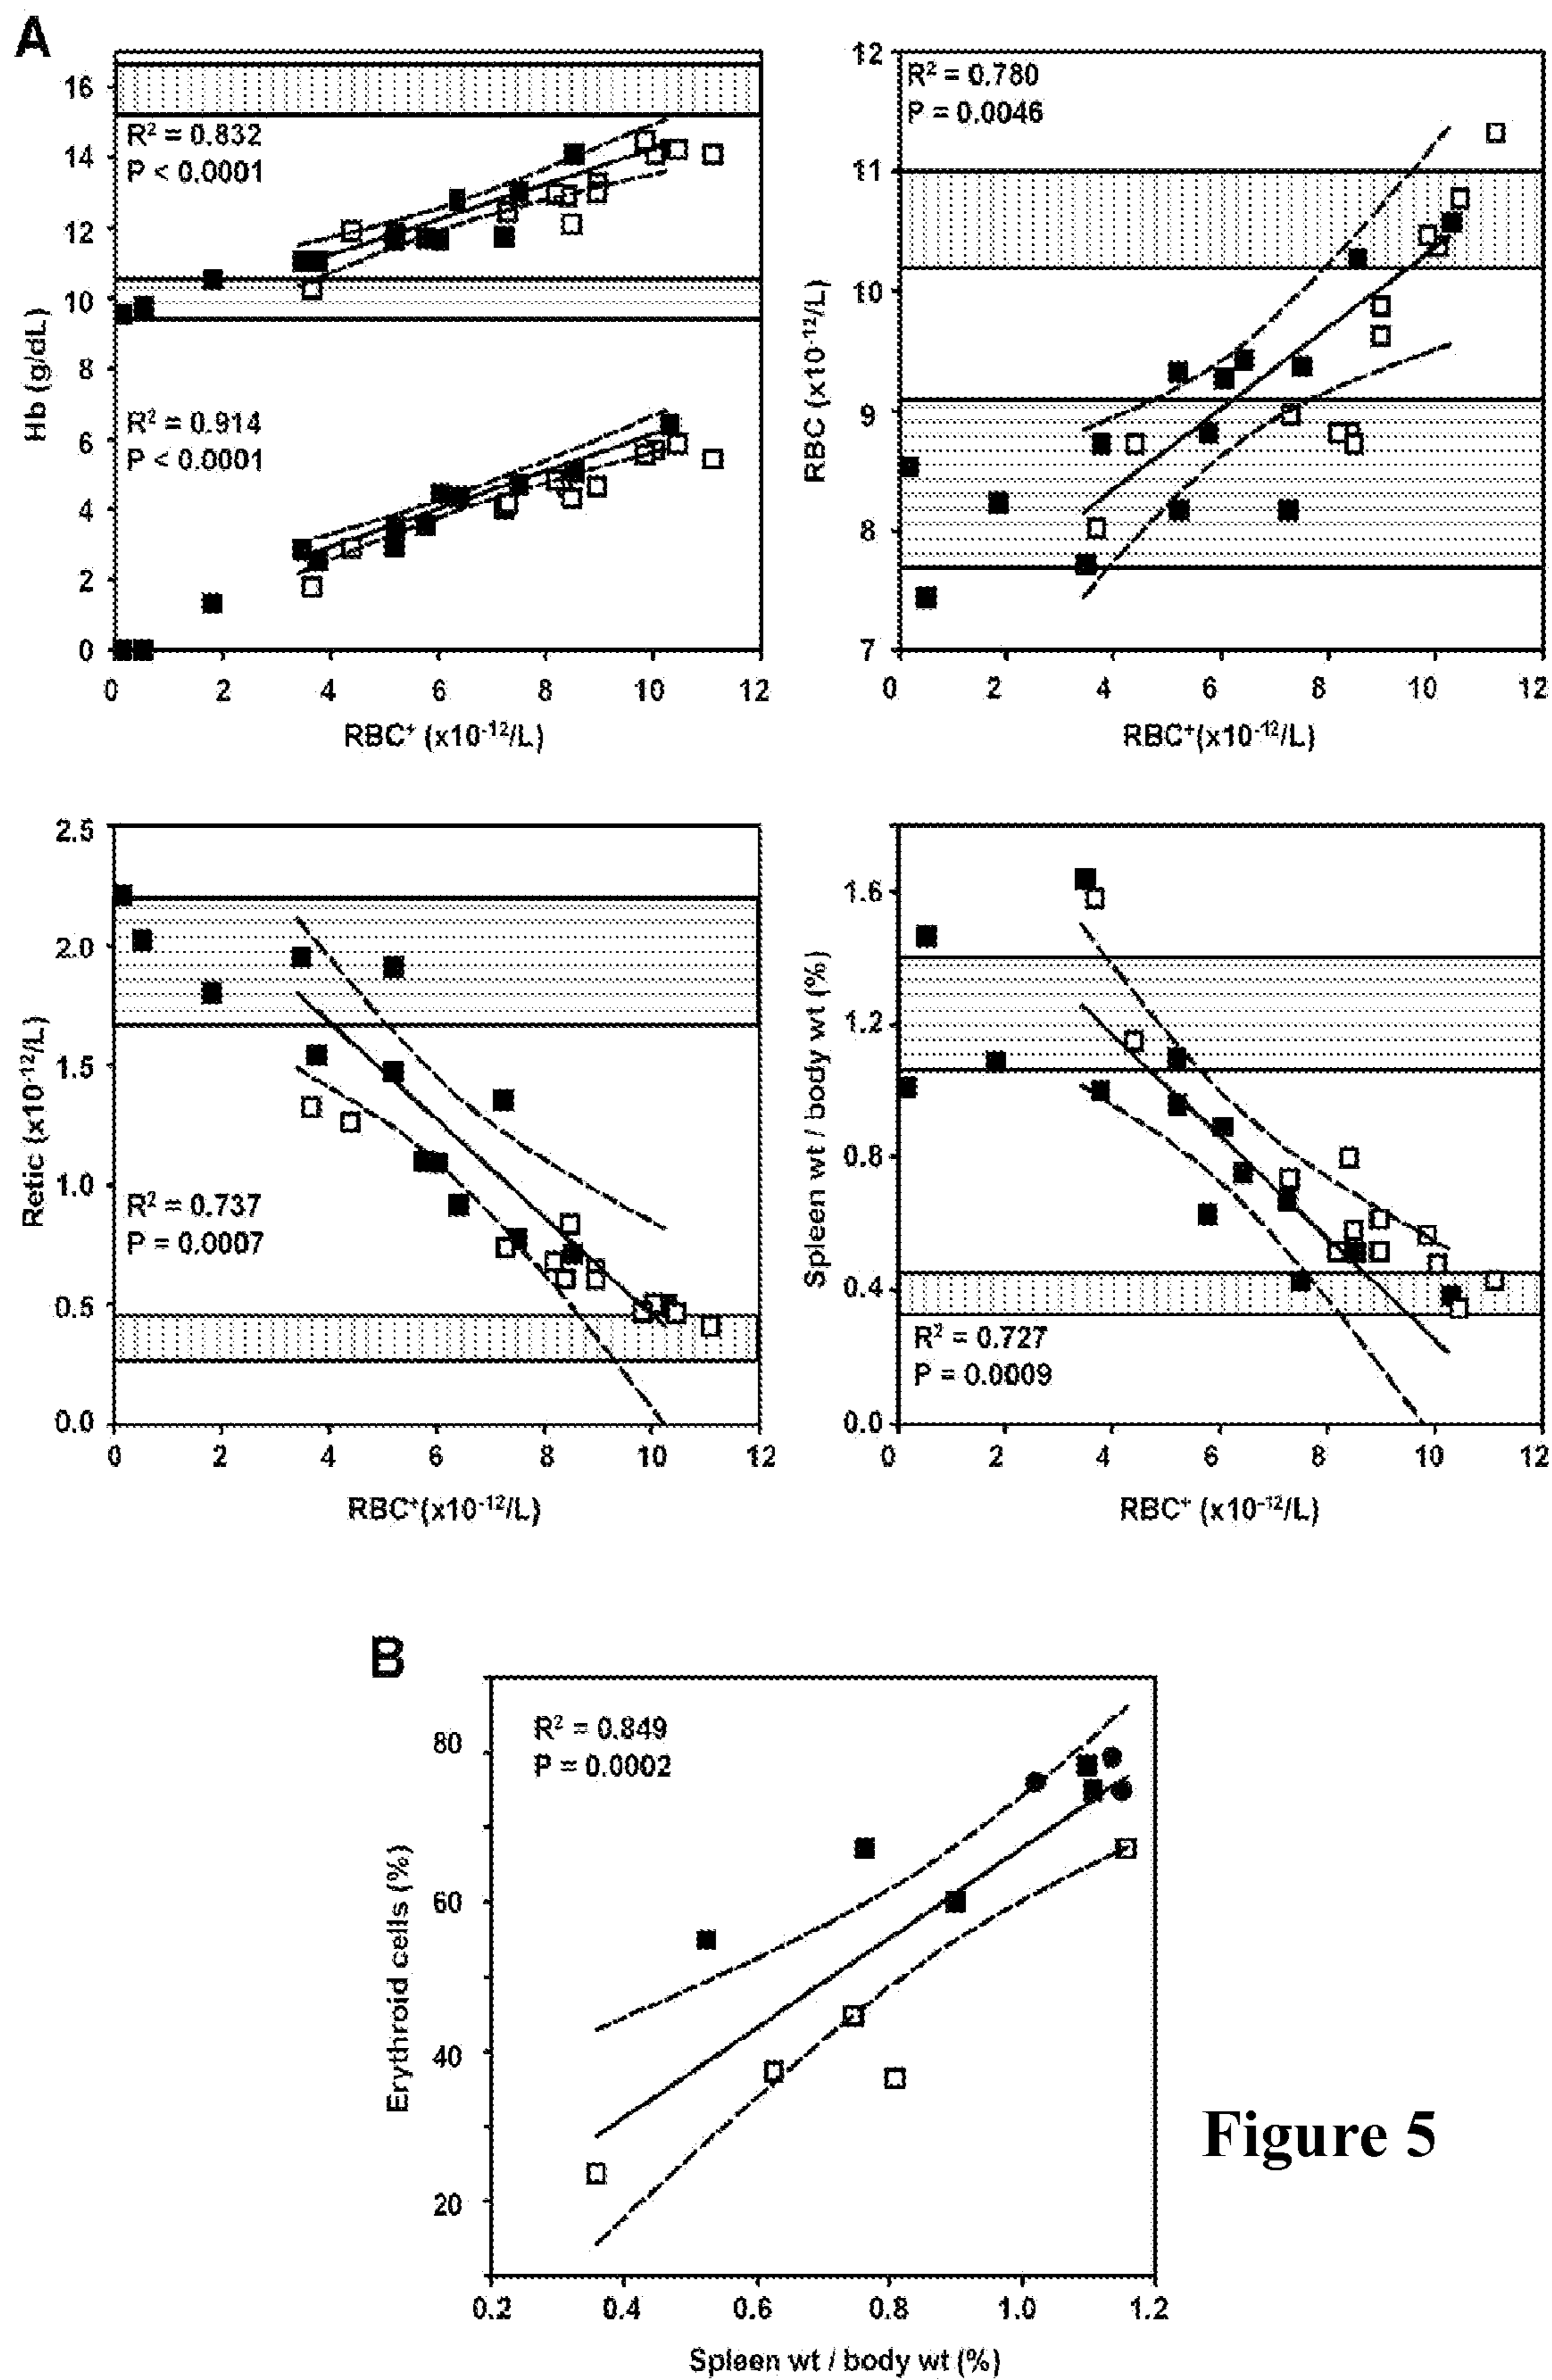 A
R² = 0.832
P < 0.0001
R² = 0.914
P < 0.0001
Hb (g/dL)
16
14
12
10
8
6
4
2
0
0 2 4 6 8 10 12
RBC⁺ (x10⁻¹²/L)
R² = 0.780
P = 0.0046
RBC (x10⁻¹²/L)
12
11
10
9
8
7
0 2 4 6 8 10 12
RBC⁺(x10⁻¹²/L)
R² = 0.737
P = 0.0007
Retic (x10⁻¹²/L)
2.5
2.0
1.5
1.0
0.5
0.0
0 2 4 6 8 10 12
RBC⁺(x10⁻¹²/L)
R² = 0.727
P = 0.0009
Spleen wt / body wt (%)
1.6
1.2
0.8
0.4
0.0
0 2 4 6 8 10 12
RBC⁺ (x10⁻¹²/L)
B
R² = 0.849
P = 0.0002
Erythroid cells (%)
80
60
40
20
0.2 0.4 0.6 0.8 1.0 1.2
Spleen wt / body wt (%)
Figure 5